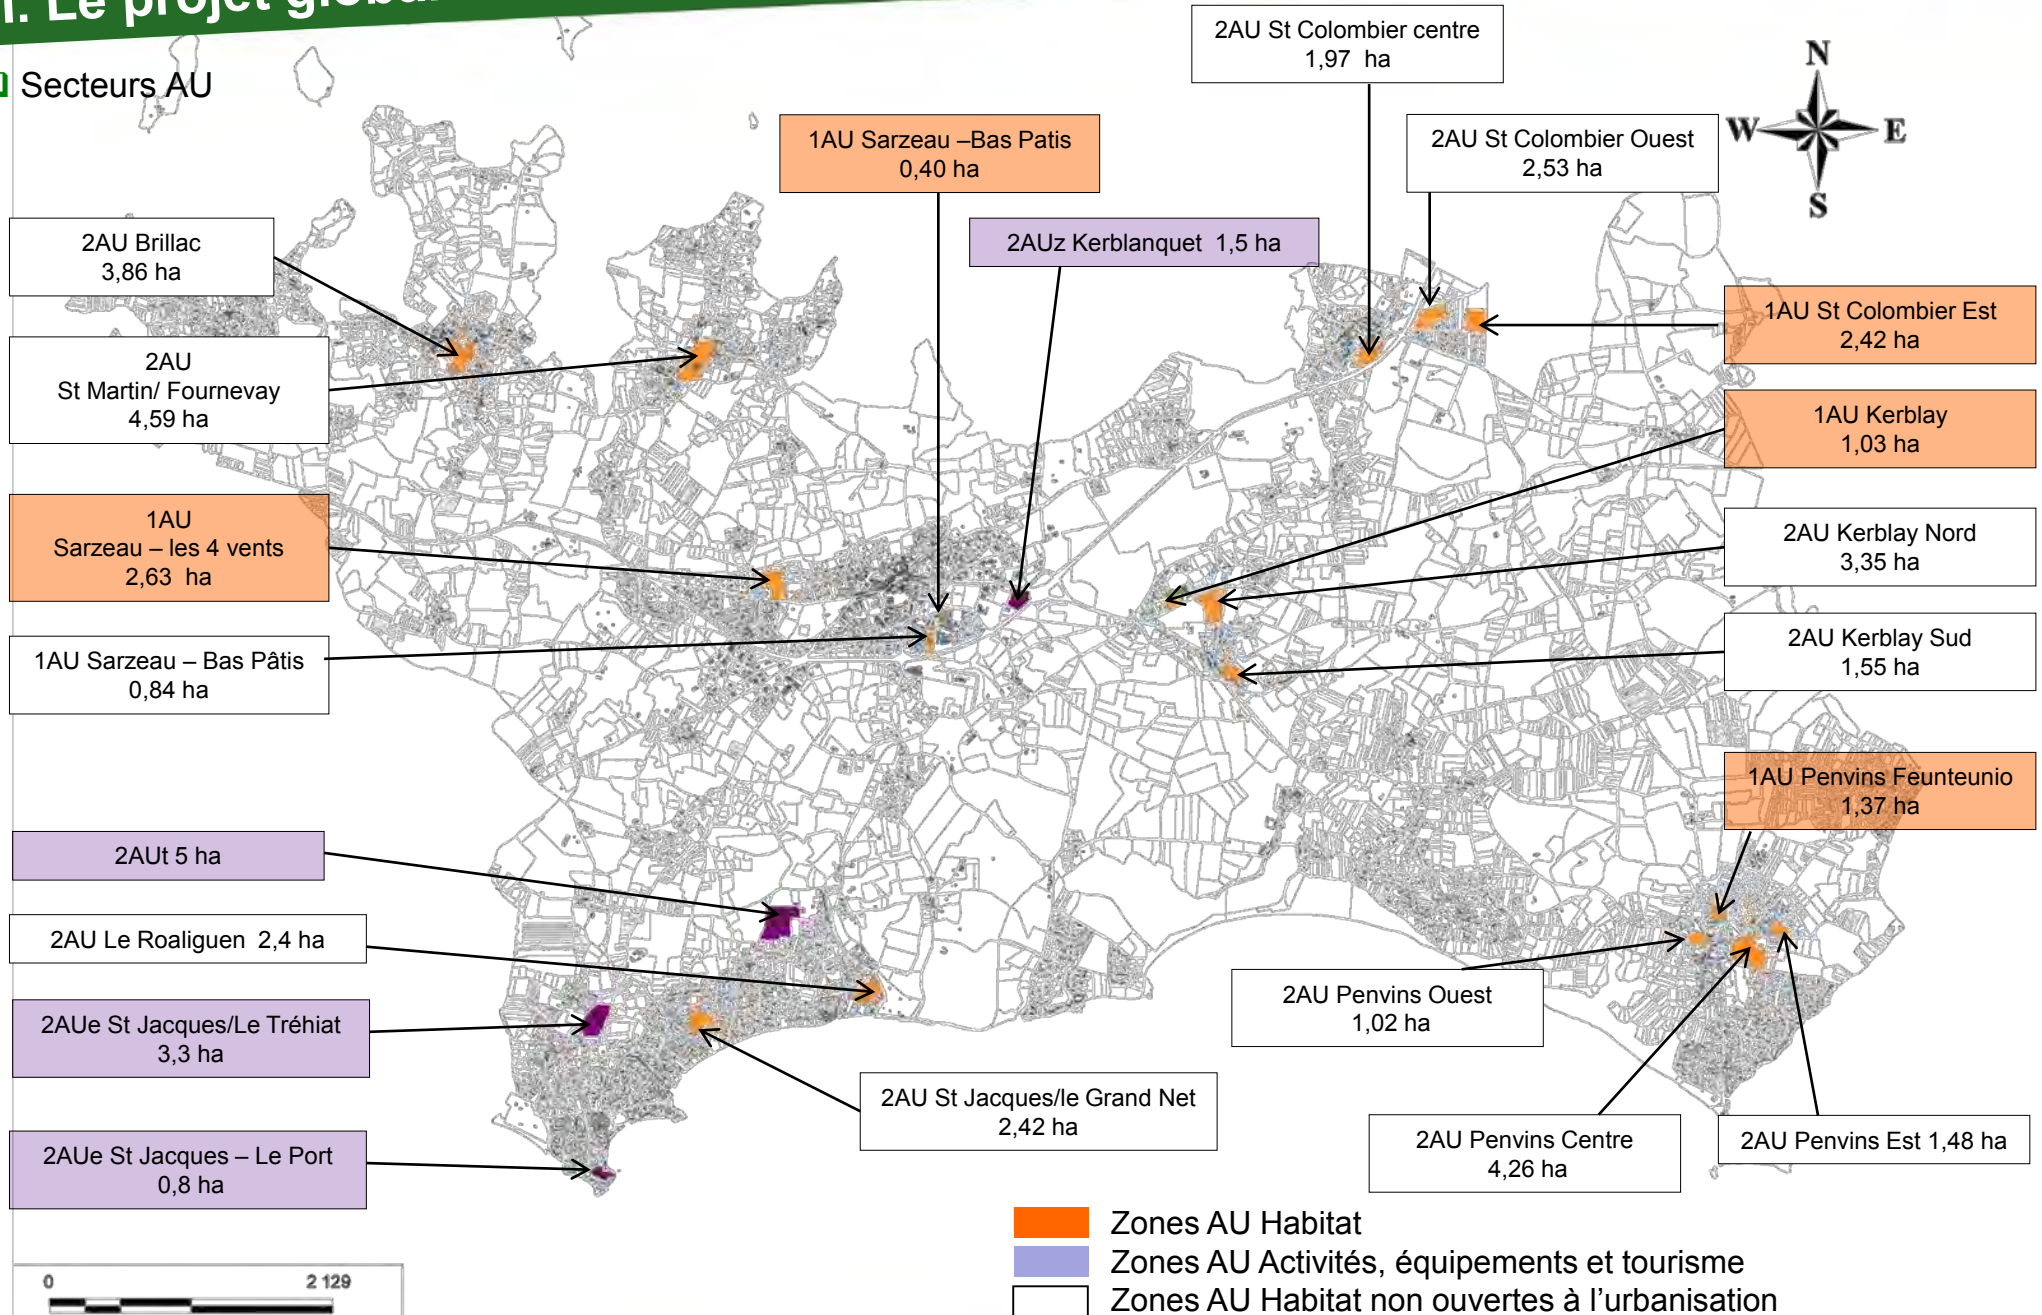 I. Le projet global
Secteurs AU
2AU St Colombier centre
1,97 ha
N
W
E
S
1AU Sarzeau –Bas Patis
0,40 ha
2AU St Colombier Ouest
2,53 ha
2AU Brillac
3,86 ha
2AUz Kerblanquet 1,5 ha
1AU St Colombier Est
2,42 ha
2AU
St Martin/ Fournevay
4,59 ha
1AU Kerblay
1,03 ha
1AU
Sarzeau – les 4 vents
2,63 ha
2AU Kerblay Nord
3,35 ha
1AU Sarzeau – Bas Pâtis
0,84 ha
2AU Kerblay Sud
1,55 ha
1AU Penvins Feunteunio
1,37 ha
2AUt 5 ha
2AU Le Roaliguen 2,4 ha
2AU Penvins Ouest
1,02 ha
2AUe St Jacques/Le Tréhiat
3,3 ha
2AU St Jacques/le Grand Net
2,42 ha
2AU Penvins Centre
4,26 ha
2AU Penvins Est 1,48 ha
2AUe St Jacques – Le Port
0,8 ha
Zones AU Habitat
Zones AU Activités, équipements et tourisme
Zones AU Habitat non ouvertes à l'urbanisation
0
2 129